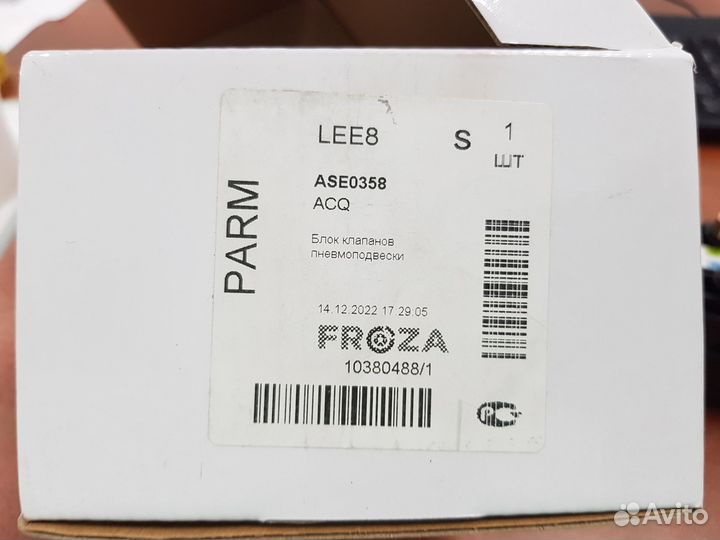 LEE8 S 1
шт
PARM
ASE0358
ACQ
Блок клапанов
пневмоподвески
14.12.2022 17 29.05
FROZA
10380488/1
РСТ
Avito